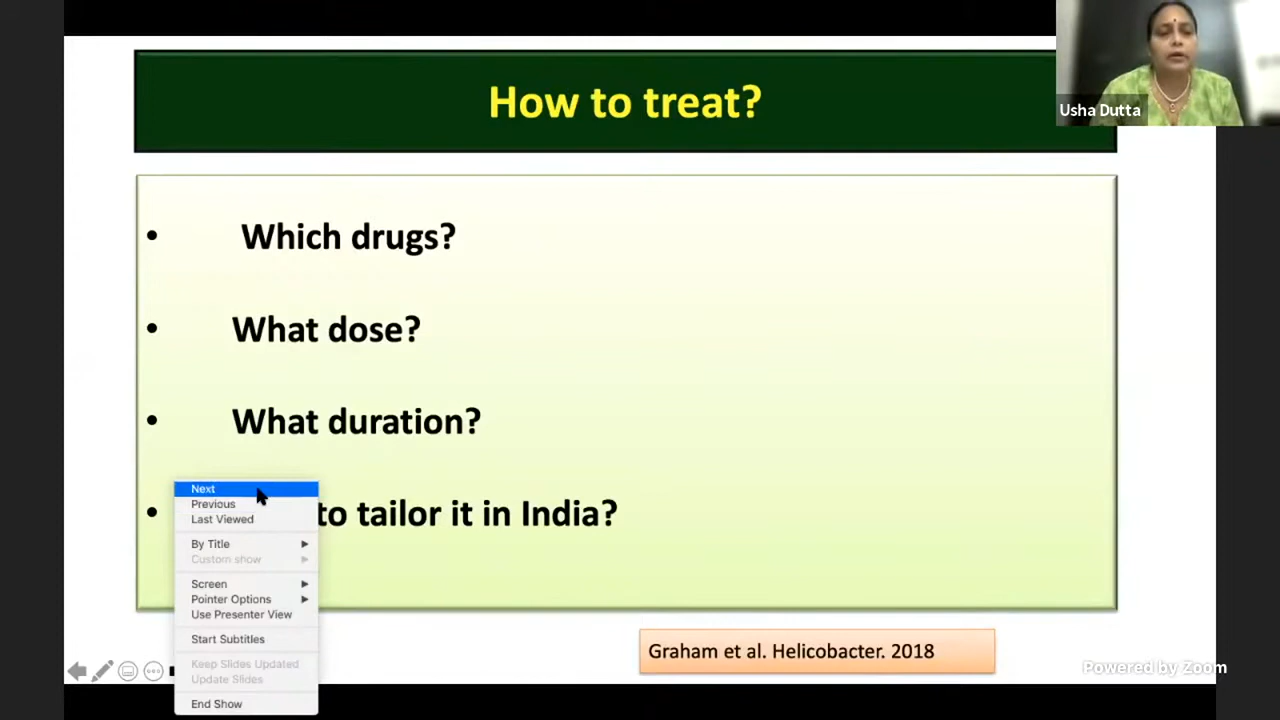 How to treat?
Usha Dutta
• Which drugs?
• What dose?
• What duration?
• to tailor it in India?
Next
Previous
Last Viewed
By Title
Custom show
Screen
Pointer Options
Use Presenter View
Start Subtitles
Keep Slides Updated
Update Slides
End Show
Graham et al. Helicobacter. 2018
Powered by Zoom